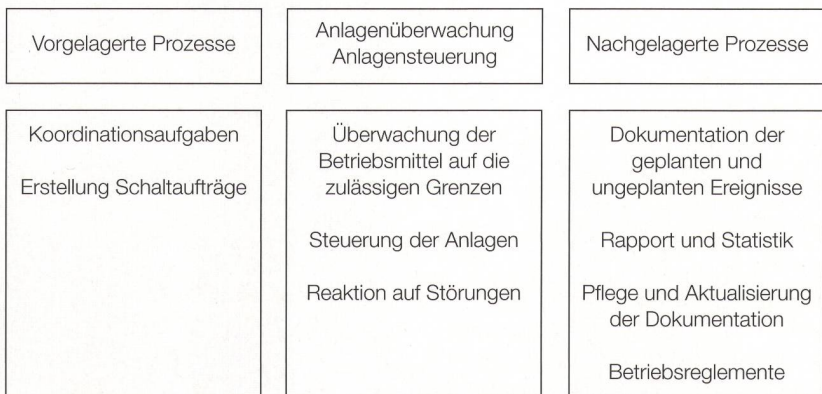 Vorgelagerte Prozesse
Anlagenüberwachung
Anlagensteuerung
Nachgelagerte Prozesse
Koordinationsaufgaben
Erstellung Schaltaufträge
Überwachung der
Betriebsmittel auf die
zulässigen Grenzen
Steuerung der Anlagen
Reaktion auf Störungen
Dokumentation der
geplanten und
ungeplanten Ereignisse
Rapport und Statistik
Pflege und Aktualisierung
der Dokumentation
Betriebsreglemente